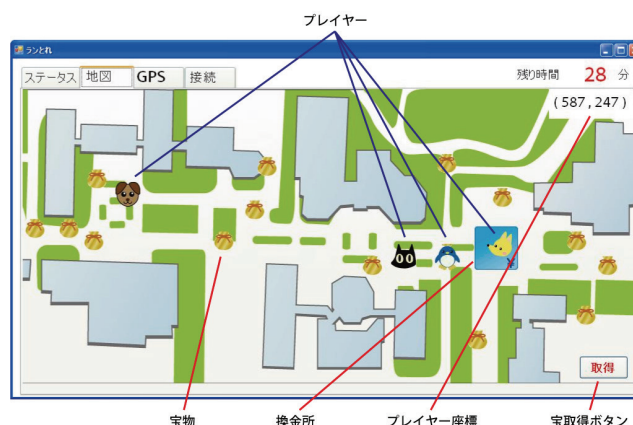 プレイヤー
ランとれ
ステータス 地図 GPS 接続
残り時間 28 分
(587,247)
¥
取得
宝物 換金所 プレイヤー座標 宝取得ボタン